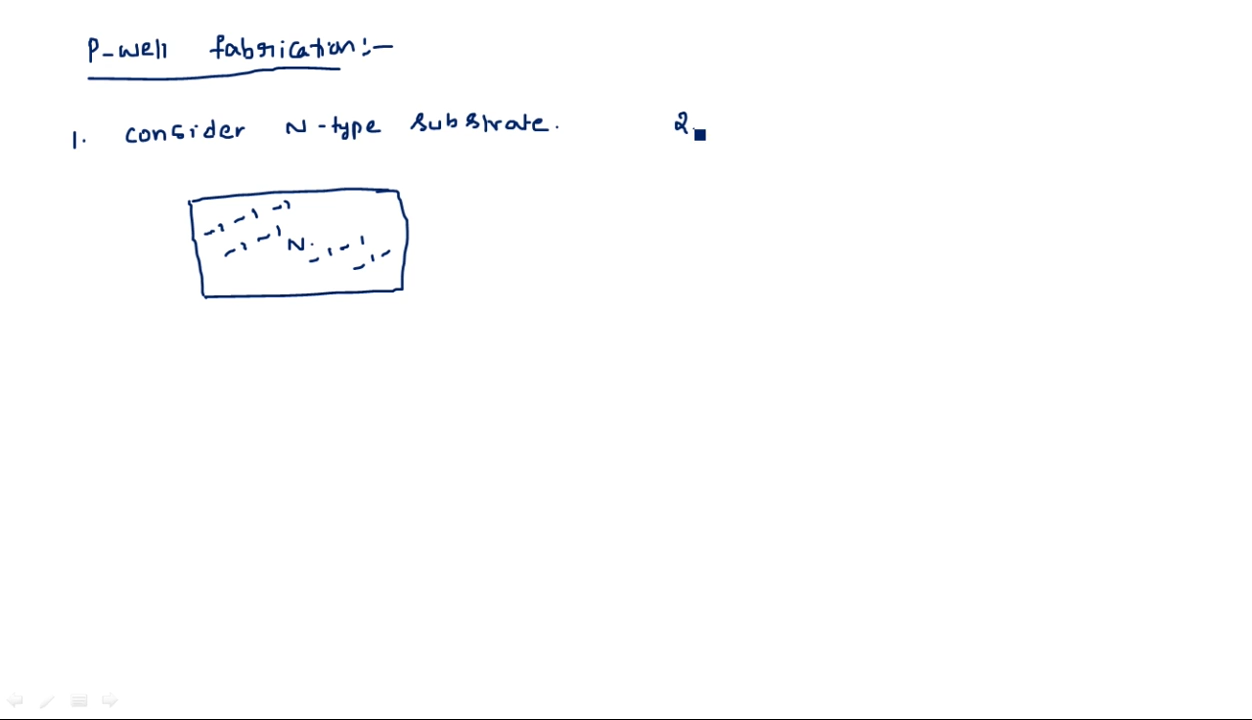 P-well fabrication:-
1. consider N-type substrate.
2.
N.